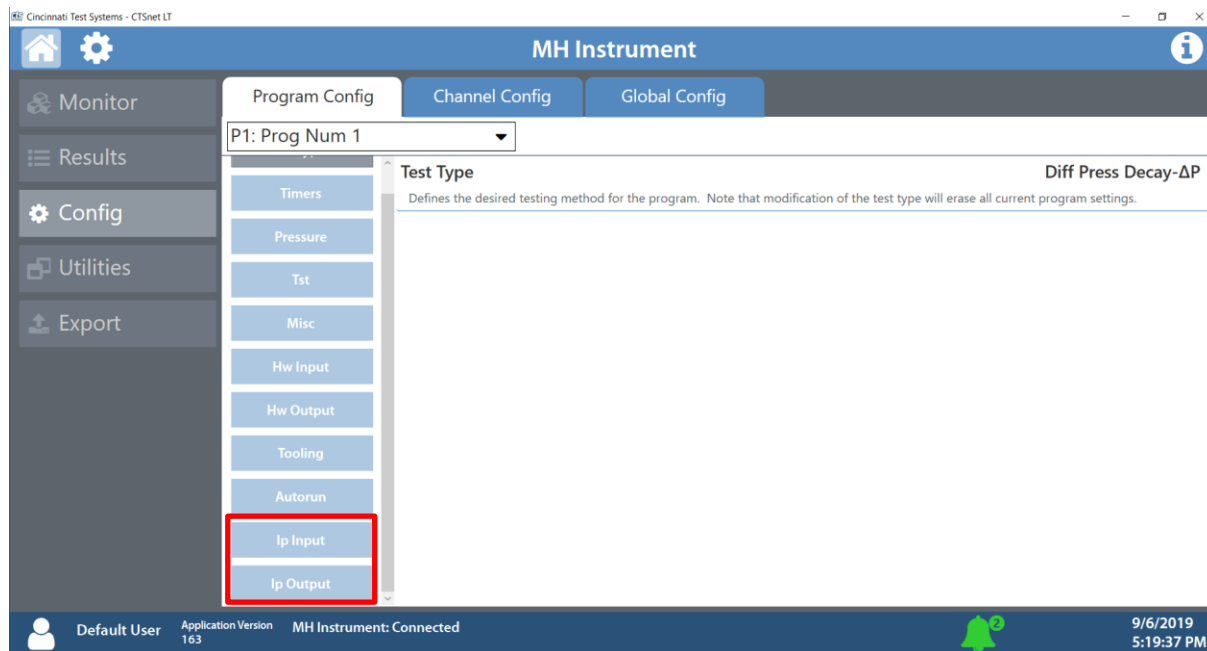 Cincinnati Test Systems - CTSnet LT
MH Instrument
Monitor
Results
Config
Utilities
Export
Program Config
Channel Config
Global Config
P1: Prog Num 1
Timers
Pressure
Tst
Misc
Hw Input
Hw Output
Tooling
Autorun
Ip Input
Ip Output
Test Type
Diff Press Decay-ΔP
Defines the desired testing method for the program. Note that modification of the test type will erase all current program settings.
Default User
Application Version
163
MH Instrument: Connected
2
9/6/2019
5:19:37 PM